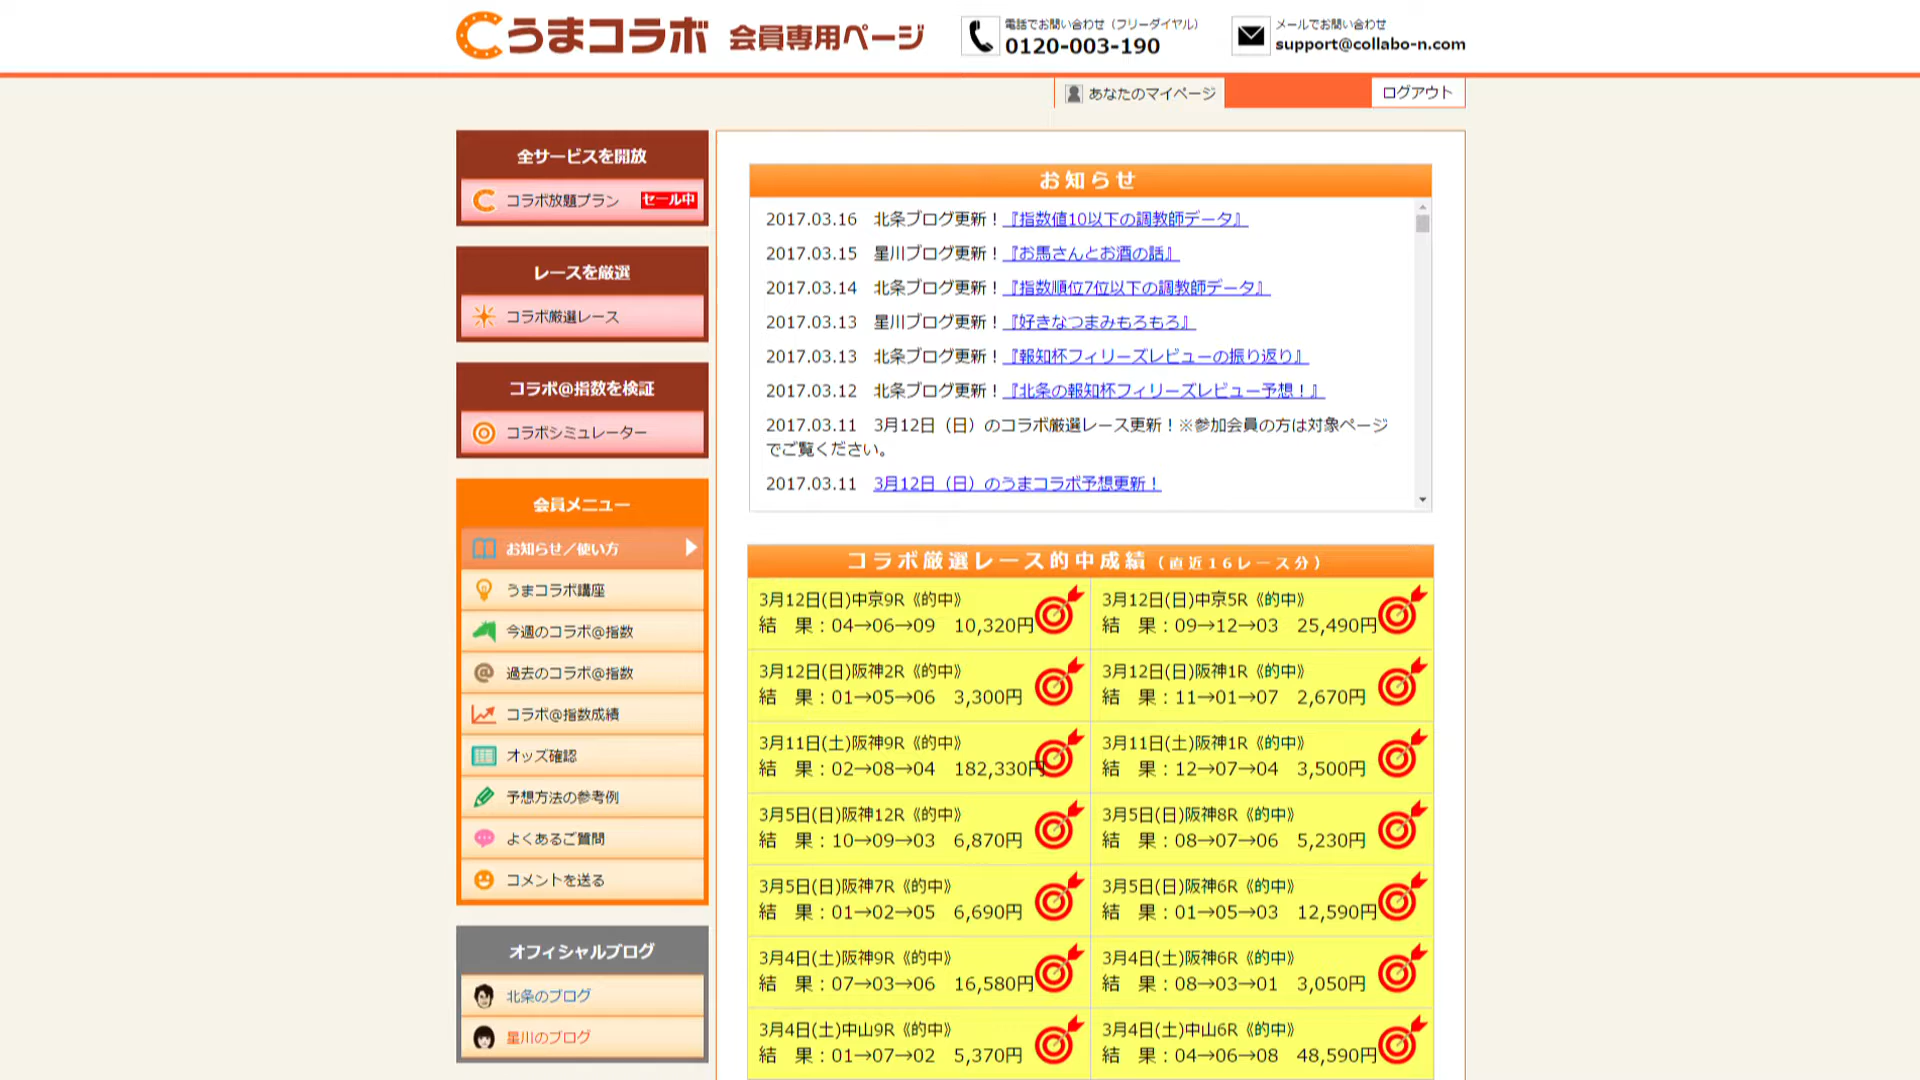 うまコラボ 会員専用ページ
電話でお問い合わせ（フリーダイヤル）
0120-003-190
メールでお問い合わせ
support@collabo-n.com
あなたのマイページ
ログアウト
全サービスを開放
コラボ放題プラン セール中
レースを厳選
コラボ厳選レース
コラボ@指数を検証
コラボシミュレーター
会員メニュー
お知らせ／使い方
うまコラボ講座
今週のコラボ@指数
過去のコラボ@指数
コラボ@指数成績
オッズ確認
予想方法の参考例
よくあるご質問
コメントを送る
オフィシャルブログ
北条のブログ
星川のブログ
お知らせ
2017.03.16 北条ブログ更新！『指数値10以下の調教師データ』
2017.03.15 星川ブログ更新！『お馬さんとお酒の話』
2017.03.14 北条ブログ更新！『指数順位7位以下の調教師データ』
2017.03.13 星川ブログ更新！『好きなつまみもろもろ』
2017.03.13 北条ブログ更新！『報知杯フィリーズレビューの振り返り』
2017.03.12 北条ブログ更新！『北条の報知杯フィリーズレビュー予想！』
2017.03.11 3月12日（日）のコラボ厳選レース更新！※参加会員の方は対象ページ
でご覧ください。
2017.03.11 3月12日（日）のうまコラボ予想更新！
コラボ厳選レース的中成績（直近16レース分）
3月12日(日)中京9R《的中》
結 果：04→06→09 10,320円
3月12日(日)中京5R《的中》
結 果：09→12→03 25,490円
3月12日(日)阪神2R《的中》
結 果：01→05→06 3,300円
3月12日(日)阪神1R《的中》
結 果：11→01→07 2,670円
3月11日(土)阪神9R《的中》
結 果：02→08→04 182,330円
3月11日(土)阪神1R《的中》
結 果：12→07→04 3,500円
3月5日(日)阪神12R《的中》
結 果：10→09→03 6,870円
3月5日(日)阪神8R《的中》
結 果：08→07→06 5,230円
3月5日(日)阪神7R《的中》
結 果：01→02→05 6,690円
3月5日(日)阪神6R《的中》
結 果：01→05→03 12,590円
3月4日(土)阪神9R《的中》
結 果：07→03→06 16,580円
3月4日(土)阪神6R《的中》
結 果：08→03→01 3,050円
3月4日(土)中山9R《的中》
結 果：01→07→02 5,370円
3月4日(土)中山6R《的中》
結 果：04→06→08 48,590円